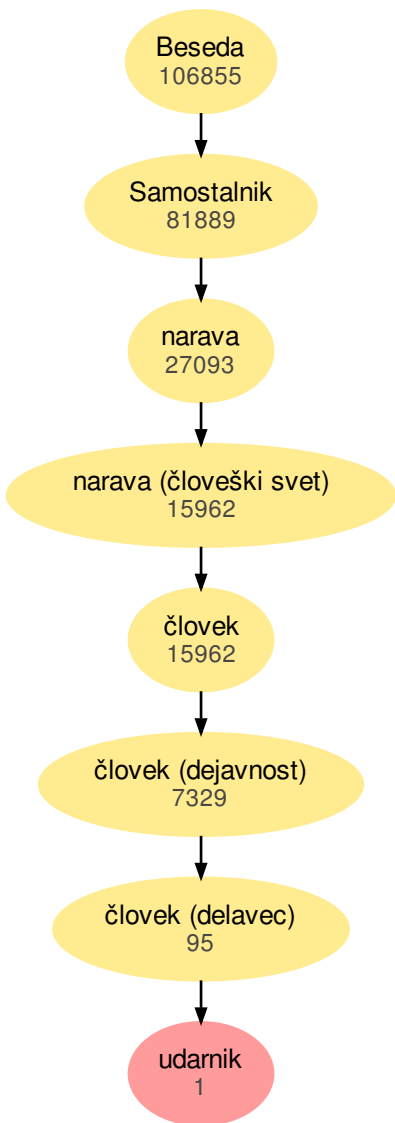 Beseda
106855
Samostalnik
81889
narava
27093
narava (človeški svet)
15962
človek
15962
človek (dejavnost)
7329
človek (delavec)
95
udarnik
1